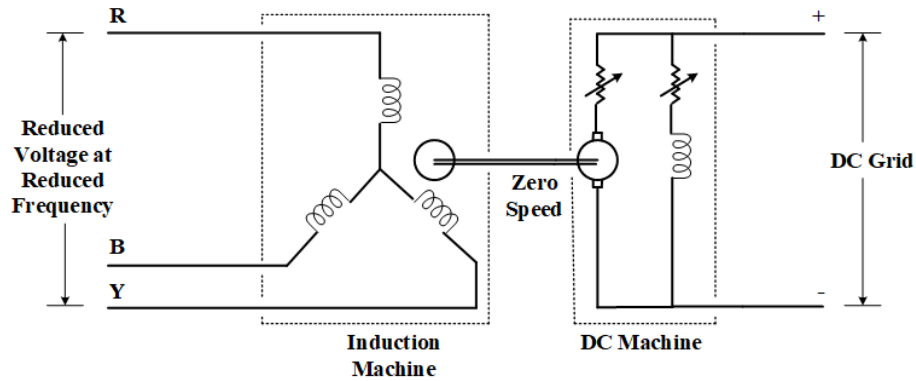 R
+
Reduced
Voltage at
Reduced
Frequency
DC Grid
Zero
Speed
B
Y
-
Induction
Machine
DC Machine